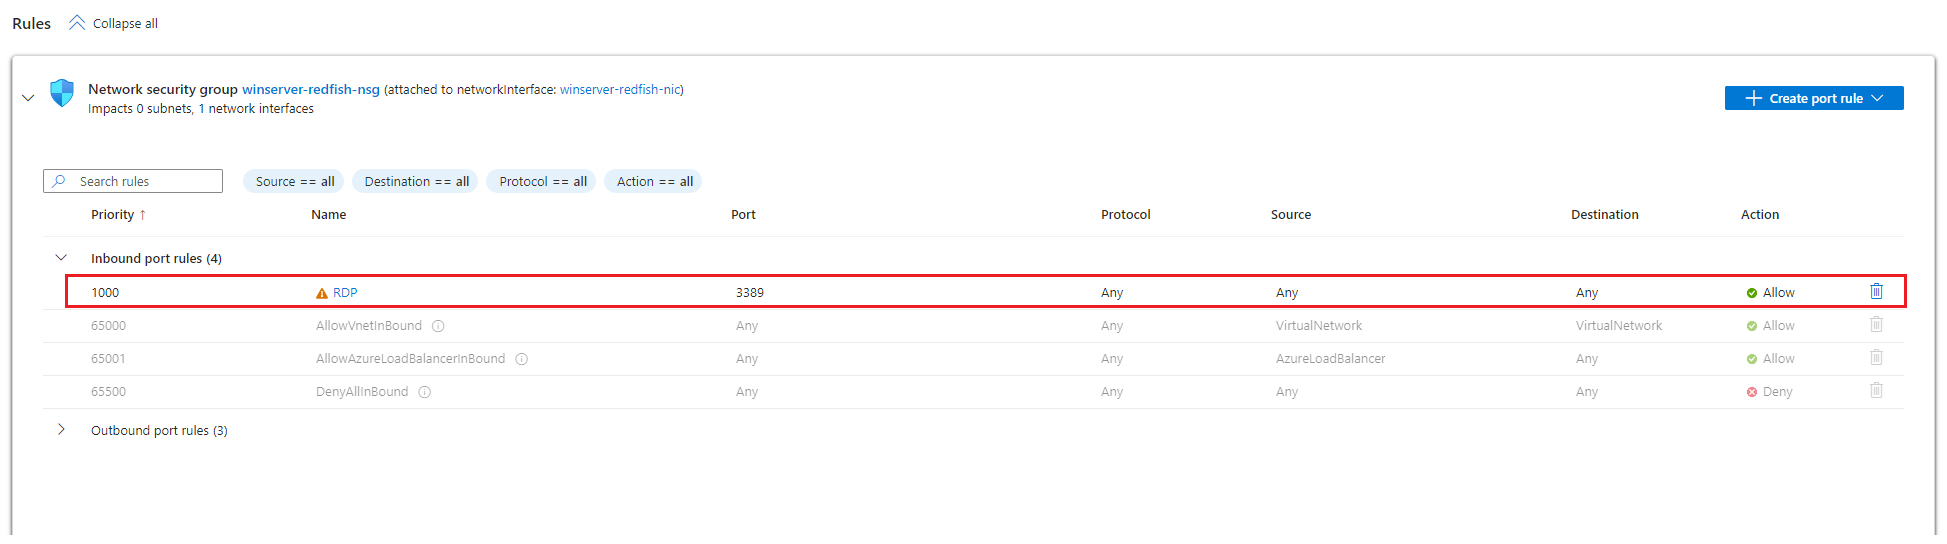 Rules Collapse all
Network security group winserver-redfish-nsg (attached to networkInterface: winserver-redfish-nic)
Impacts 0 subnets, 1 network interfaces
Create port rule
Search rules Source == all Destination == all Protocol == all Action == all
Priority ↑ Name Port Protocol Source Destination Action
Inbound port rules (4)
1000 RDP 3389 Any Any Any Allow
65000 AllowVnetInBound Any Any VirtualNetwork VirtualNetwork Allow
65001 AllowAzureLoadBalancerInBound Any Any AzureLoadBalancer Any Allow
65500 DenyAllInBound Any Any Any Any Deny
Outbound port rules (3)